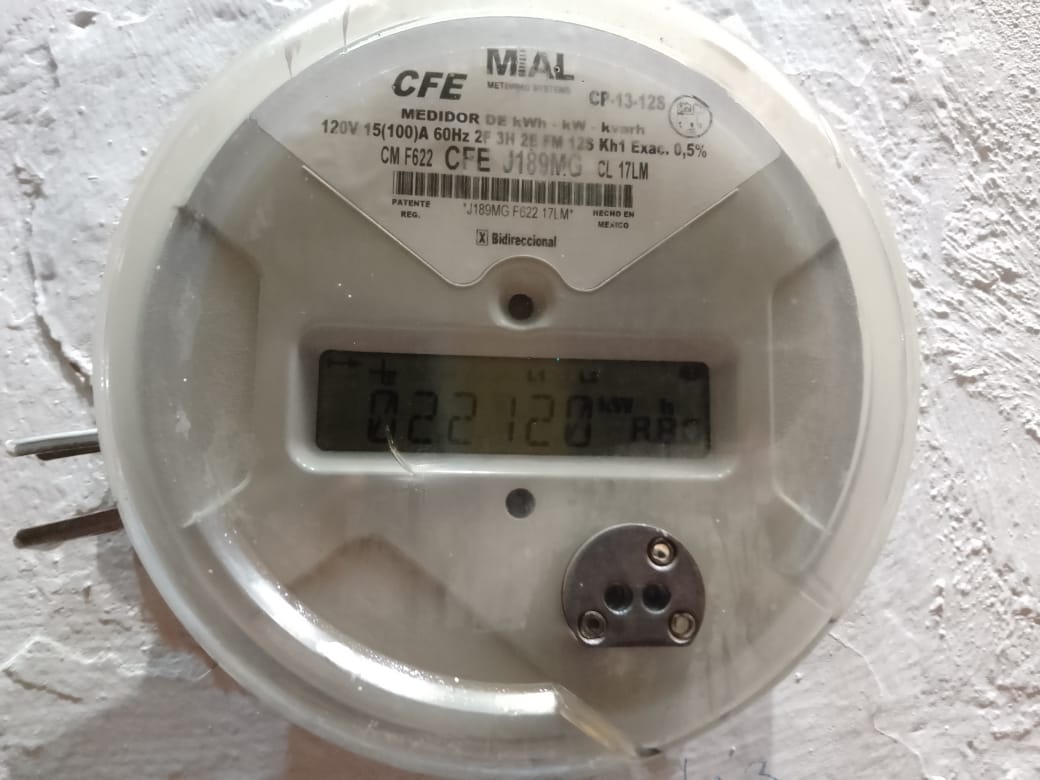 MIAL
METERING SYSTEMS
CFE
CP-13-12S
MEDIDOR DE kWh - kW - kvarh
120V 15(100)A 60Hz 2F 3H 2E FM 12S Kh1 Exac. 0,5%
CM F622 CFE J189MG CL 17LM
PATENTE REG.
*J189MG F622 17LM*
HECHO EN MEXICO
X Bidireccional
L1 L2
022120 kW h